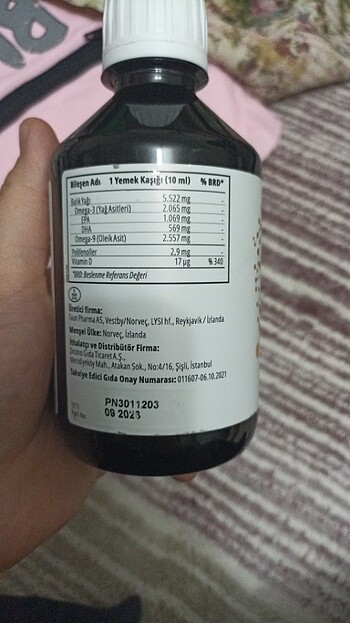 Bileşen Adı 1 Yemek Kaşığı (10 ml) % BRD*
Balık Yağı 5.522 mg -
Omega-3 (Yağ Asitleri) 2.065 mg -
EPA 1.069 mg -
DHA 569 mg -
Omega-9 (Oleik Asit) 2.557 mg -
Polifenoller 2,9 mg -
Vitamin D 17 µg % 340
*BRD: Beslenme Referans Değeri
Üretici firma:
Pharma AS, Vestby/Norveç, LYSI hf., Reykjavik / İzlanda
Menşei Ülke: Norveç, İzlanda
İthalatçı ve Distribütör Firma:
Gıda Ticaret A.Ş.,
Mecidiyeköy Mah., Atakan Sok., No:4/16, Şişli, İstanbul
Takviye Edici Gıda Onay Numarası: 011607-06.10.2021
PN3011203
09 2023